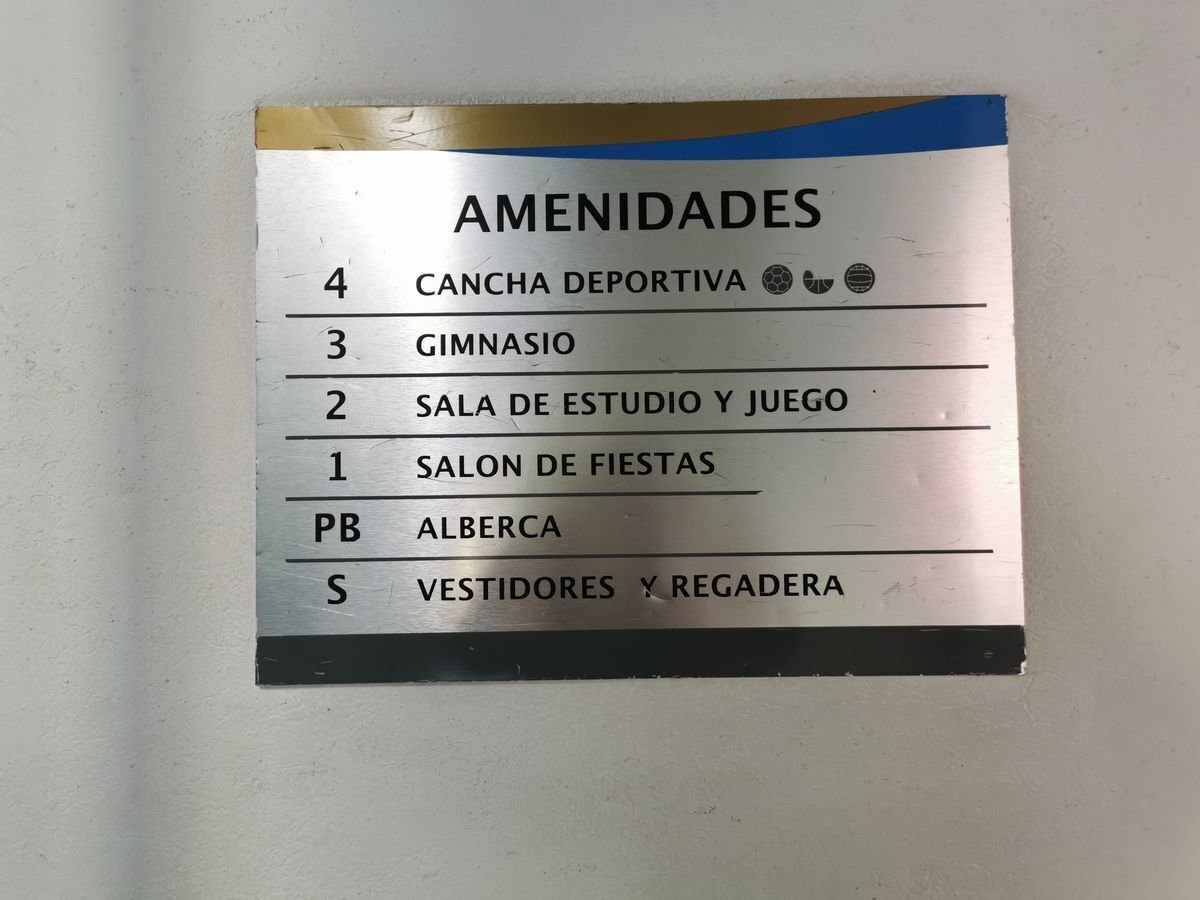 AMENIDADES
4 CANCHA DEPORTIVA
3 GIMNASIO
2 SALA DE ESTUDIO Y JUEGO
1 SALON DE FIESTAS
PB ALBERCA
S VESTIDORES Y REGADERA